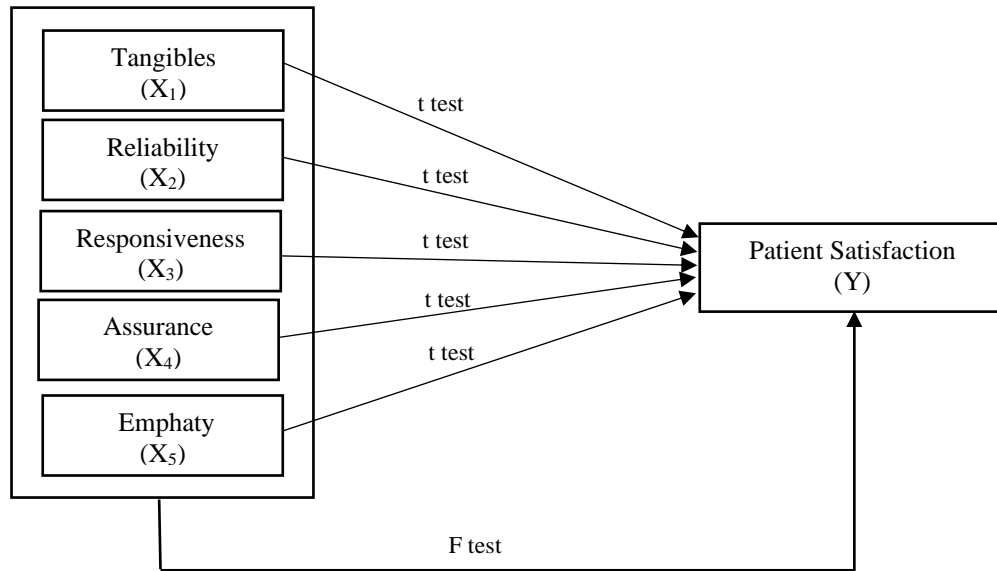 Tangibles
(X₁)
t test
Reliability
(X₂)
t test
Responsiveness
(X₃)
t test
Patient Satisfaction
(Y)
Assurance
(X₄)
t test
Emphaty
(X₅)
t test
F test